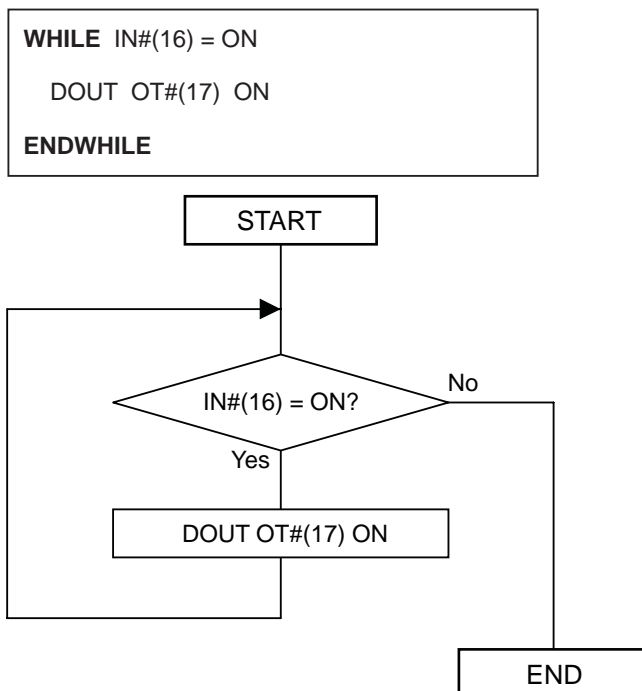 WHILE IN#(16) = ON
DOUT OT#(17) ON
ENDWHILE
START
IN#(16) = ON?
No
Yes
DOUT OT#(17) ON
END